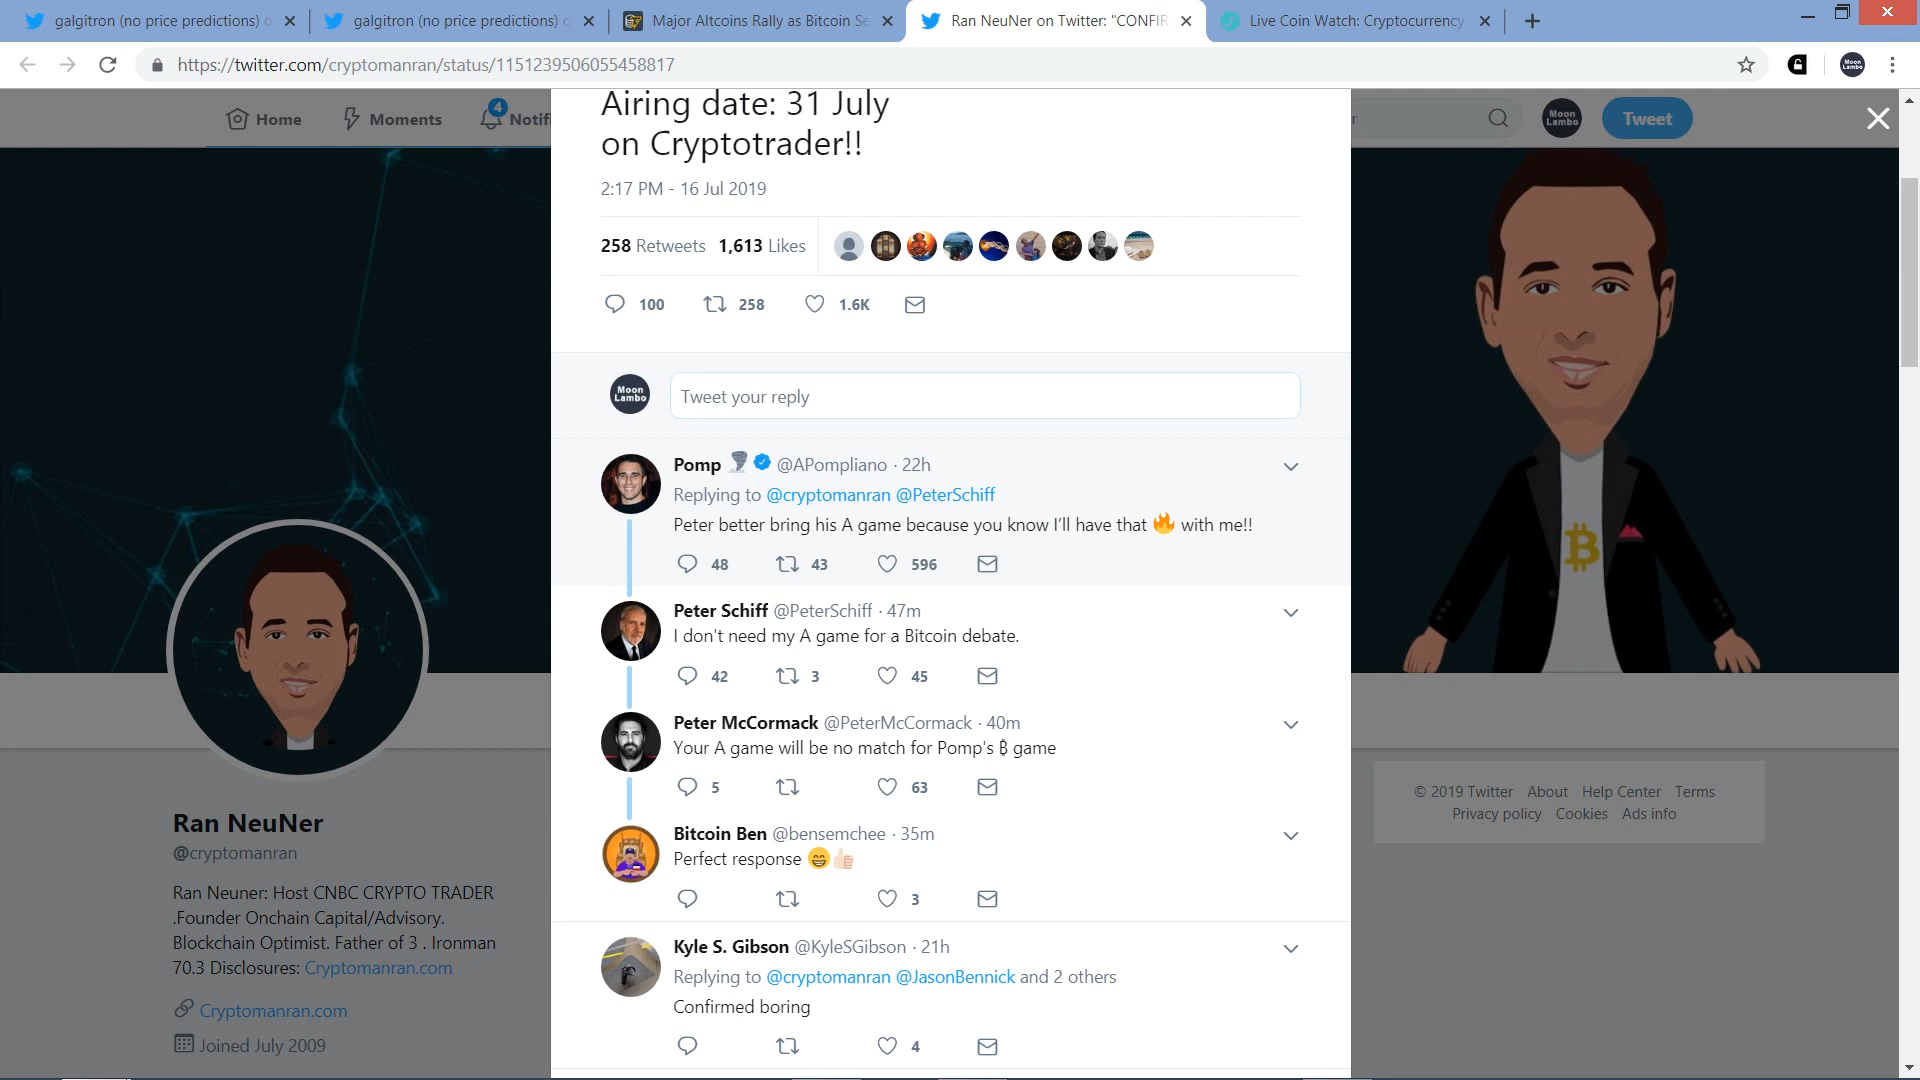 galgitron (no price predictions) o
galgitron (no price predictions) o
Major Altcoins Rally as Bitcoin Se
Ran NeuNer on Twitter: "CONFIR
Live Coin Watch: Cryptocurrency
https://twitter.com/cryptomanran/status/1151239506055458817
Moon Lambo
Home
Moments
4
Notifi
r
Moon Lambo
Tweet
Airing date: 31 July
on Cryptotrader!!
2:17 PM - 16 Jul 2019
258 Retweets 1,613 Likes
100 258 1.6K
Moon Lambo
Tweet your reply
Pomp 🌪 @APompliano · 22h
Replying to @cryptomanran @PeterSchiff
Peter better bring his A game because you know I'll have that 🔥 with me!!
48 43 596
Peter Schiff @PeterSchiff · 47m
I don't need my A game for a Bitcoin debate.
42 3 45
Peter McCormack @PeterMcCormack · 40m
Your A game will be no match for Pomp's ₿ game
5 63
Bitcoin Ben @bensemchee · 35m
Perfect response 😁👍🏻
3
Kyle S. Gibson @KyleSGibson · 21h
Replying to @cryptomanran @JasonBennick and 2 others
Confirmed boring
4
Ran NeuNer
@cryptomanran
Ran Neuner: Host CNBC CRYPTO TRADER
.Founder Onchain Capital/Advisory.
Blockchain Optimist. Father of 3 . Ironman
70.3 Disclosures: Cryptomanran.com
Cryptomanran.com
Joined July 2009
© 2019 Twitter About Help Center Terms
Privacy policy Cookies Ads info